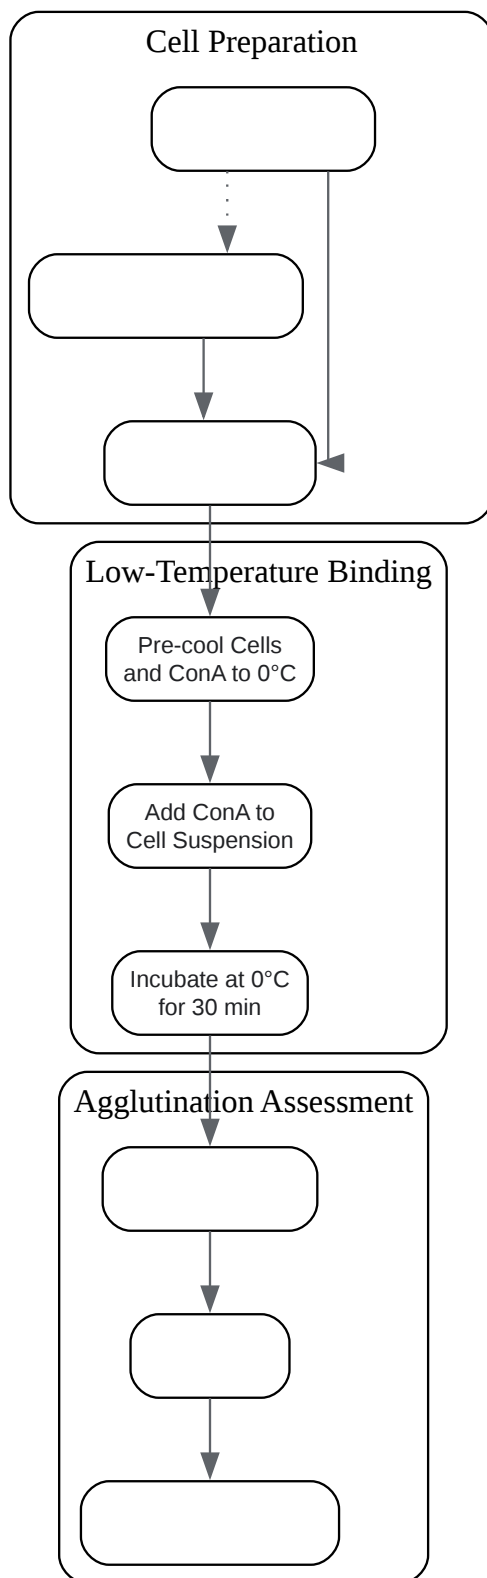 Cell Preparation
Low-Temperature Binding
Pre-cool Cells
and ConA to 0°C
Add ConA to
Cell Suspension
Incubate at 0°C
for 30 min
Agglutination Assessment